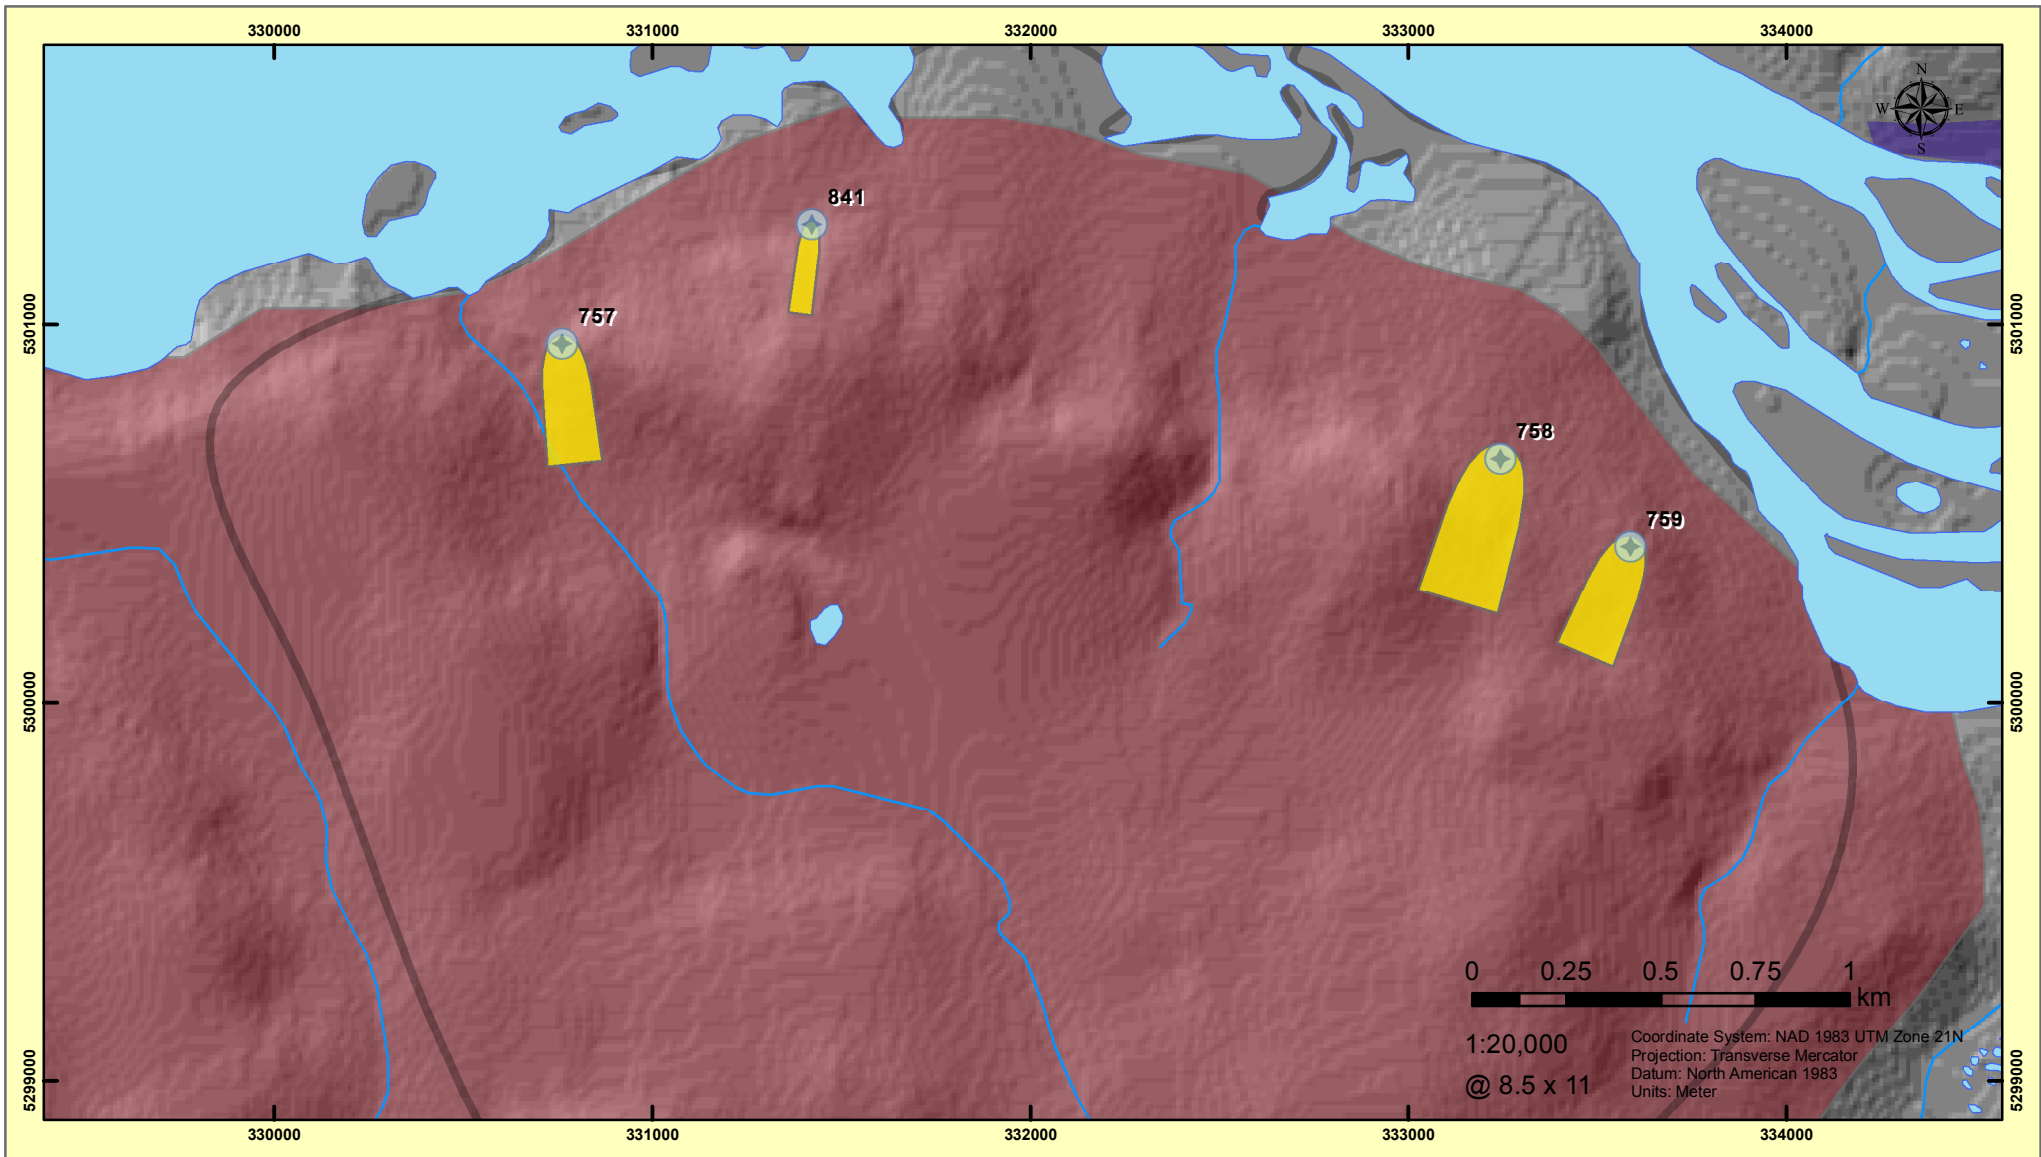 330000 331000 332000 333000 334000
N
W E
S
841
757
5301000 5301000
758
759
5300000 5300000
0 0.25 0.5 0.75 1
km
1:20,000
@ 8.5 x 11
Coordinate System: NAD 1983 UTM Zone 21N
Projection: Transverse Mercator
Datum: North American 1983
Units: Meter
5299000 5299000
330000 331000 332000 333000 334000